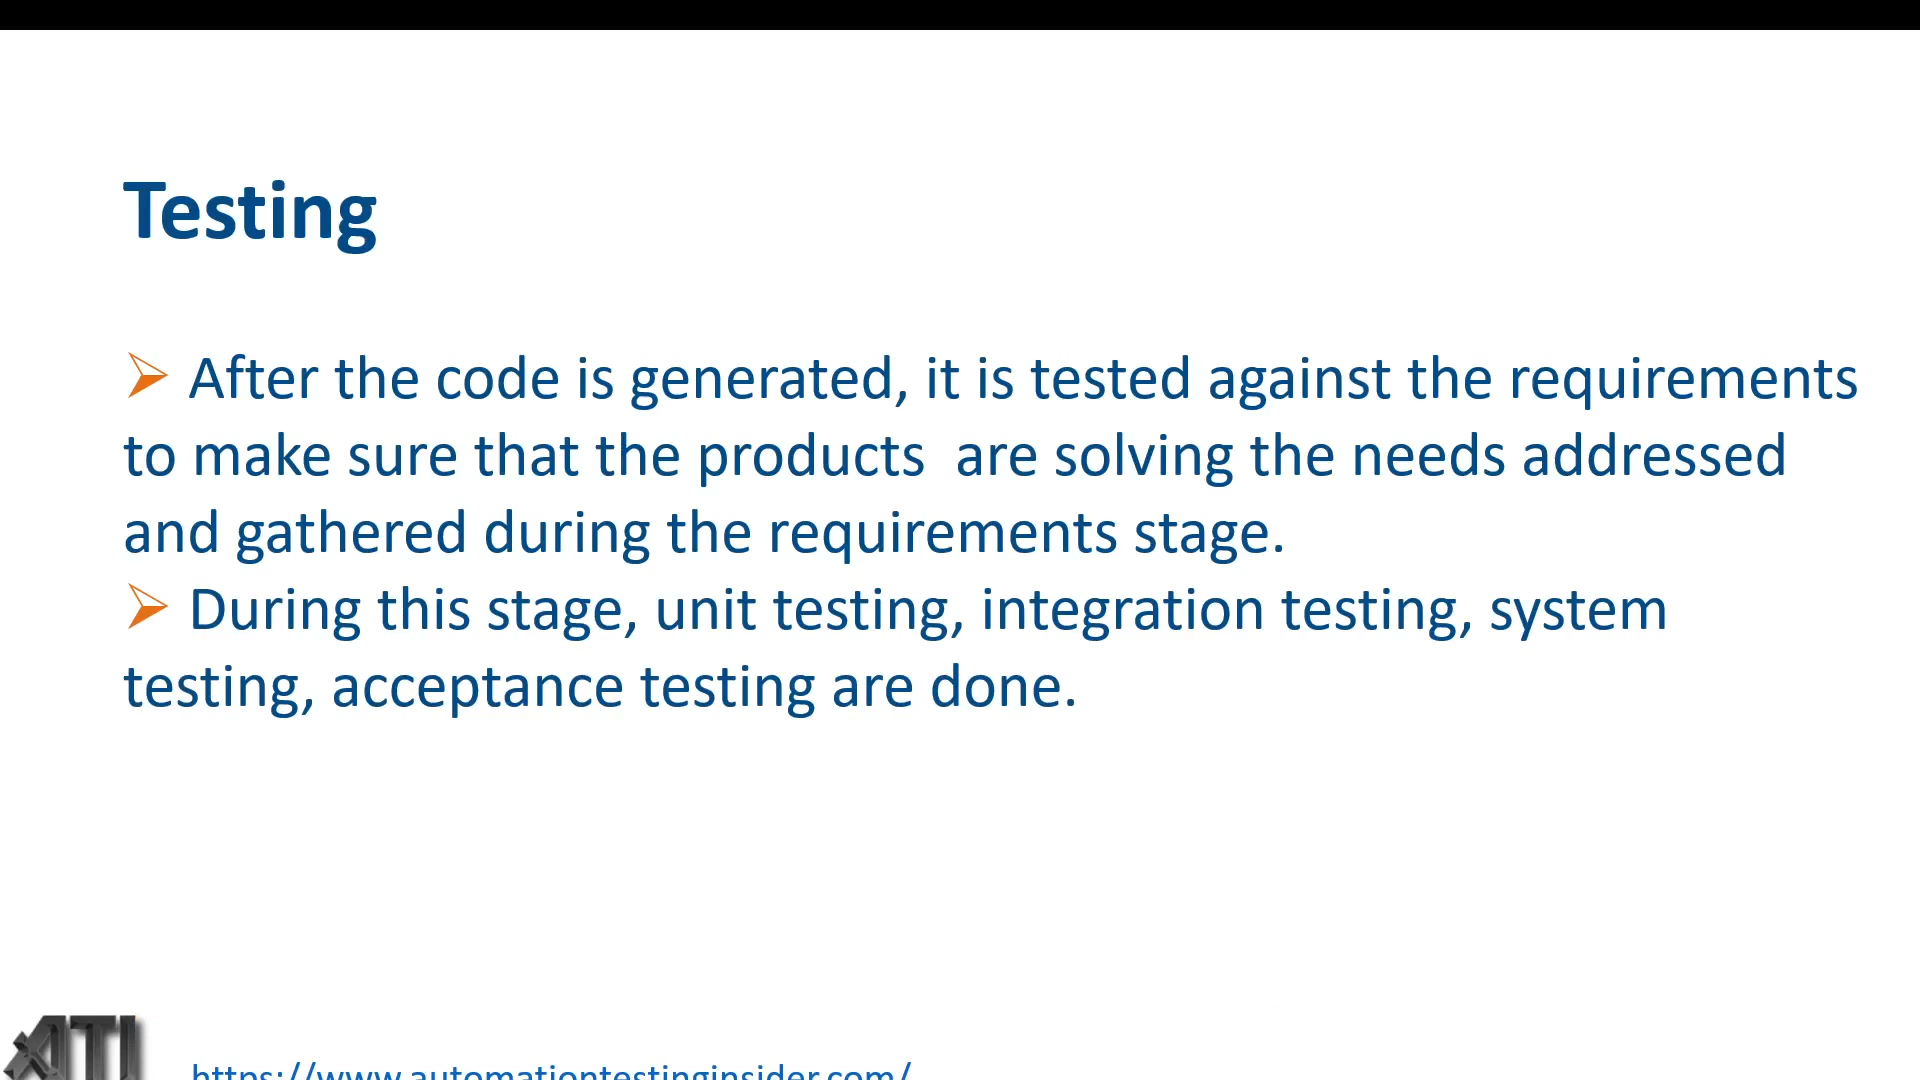 Testing
➢ After the code is generated, it is tested against the requirements
to make sure that the products  are solving the needs addressed
and gathered during the requirements stage.
➢ During this stage, unit testing, integration testing, system
testing, acceptance testing are done.
ATI
https://www.automationtestinginsider.com/